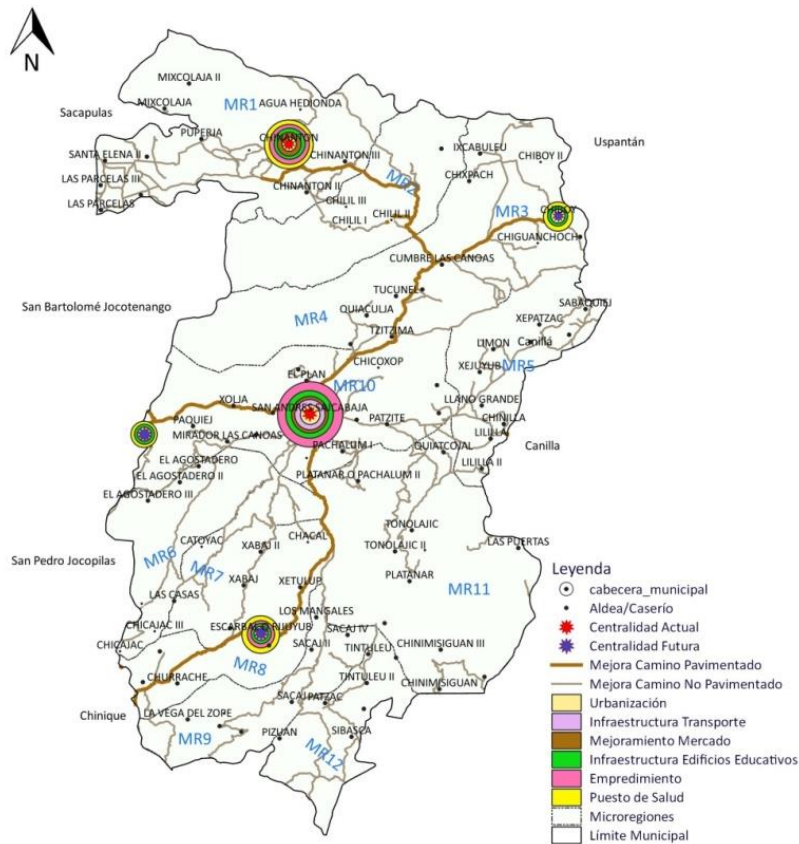 N
MIXCOLAJA II
MIXCOLAJA
MR1
AGUA HEDIONDA
Sacapulas
PUPERJA
CHINANTON
IXCABULEU
Uspantán
SANTA ELENA II
CHINANTON III
CHIBOY II
LAS PARCELAS III
CHINANTON II
MR2
CHIXPACH
LAS PARCELAS
CHILIL III
MR3
CHIBOY
CHILIL I
CHILIL II
CHIGUANCHOCH
CUMBRE LAS CANOAS
TUCUNEL
San Bartolomé Jocotenango
QUIACULJA
SABAQUIEJ
MR4
XEPATZAC
TZITZIMA
LIMON
Canillá
CHICOXOP
XEJUYUB
MR5
EL PLAN
MR10
XOLJA
SAN ANDRES SAJCABAJA
LLANO GRANDE
PAQUIEJ
PATZITE
CHINILLA
MIRADOR LAS CANOAS
LILILLA
PACHALUM I
QUIATCOJAL
Canilla
EL AGOSTADERO
LILILLA II
EL AGOSTADERO II
PLATANAR O PACHALUM II
EL AGOSTADERO III
TONOLAJIC
CATOYAC
CHACAL
LAS PUERTAS
San Pedro Jocopilas
MR6
XABAJ II
TONOLAJIC II
MR7
XABAJ
XETULUP
PLATANAR
MR11
LAS CASAS
LOS MANGALES
CHICAJAC III
SACAJ IV
CHICAJAC
SACAJ II
CHINIMISIGUAN III
MR8
TINTULEU
CHURRACHE
TINTULEU II
CHINIMISIGUAN
SACAJ
PATZAC
Chinique
LA VEGA DEL ZOPE
MR9
PIZUAN
SIBASCA
MR12
Leyenda
cabecera_municipal
Aldea/Caserío
Centralidad Actual
Centralidad Futura
Mejora Camino Pavimentado
Mejora Camino No Pavimentado
Urbanización
Infraestructura Transporte
Mejoramiento Mercado
Infraestructura Edificios Educativos
Empredimiento
Puesto de Salud
Microregiones
Límite Municipal